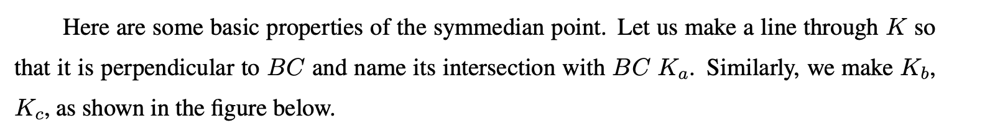 Here are some basic properties of the symmedian point. Let us make a line through K so
that it is perpendicular to BC and name its intersection with BC K_a. Similarly, we make K_b,
K_c, as shown in the figure below.